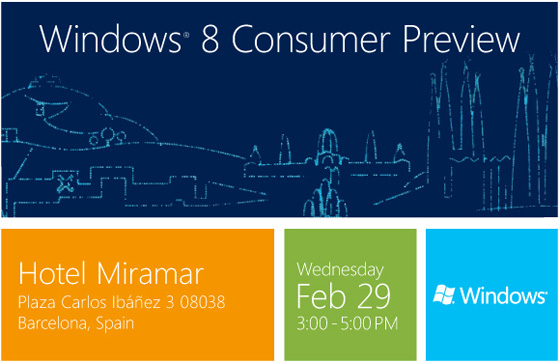 Windows® 8 Consumer Preview
Hotel Miramar
Plaza Carlos Ibáñez 3 08038
Barcelona, Spain
Wednesday
Feb 29
3:00 - 5:00 PM
Windows®